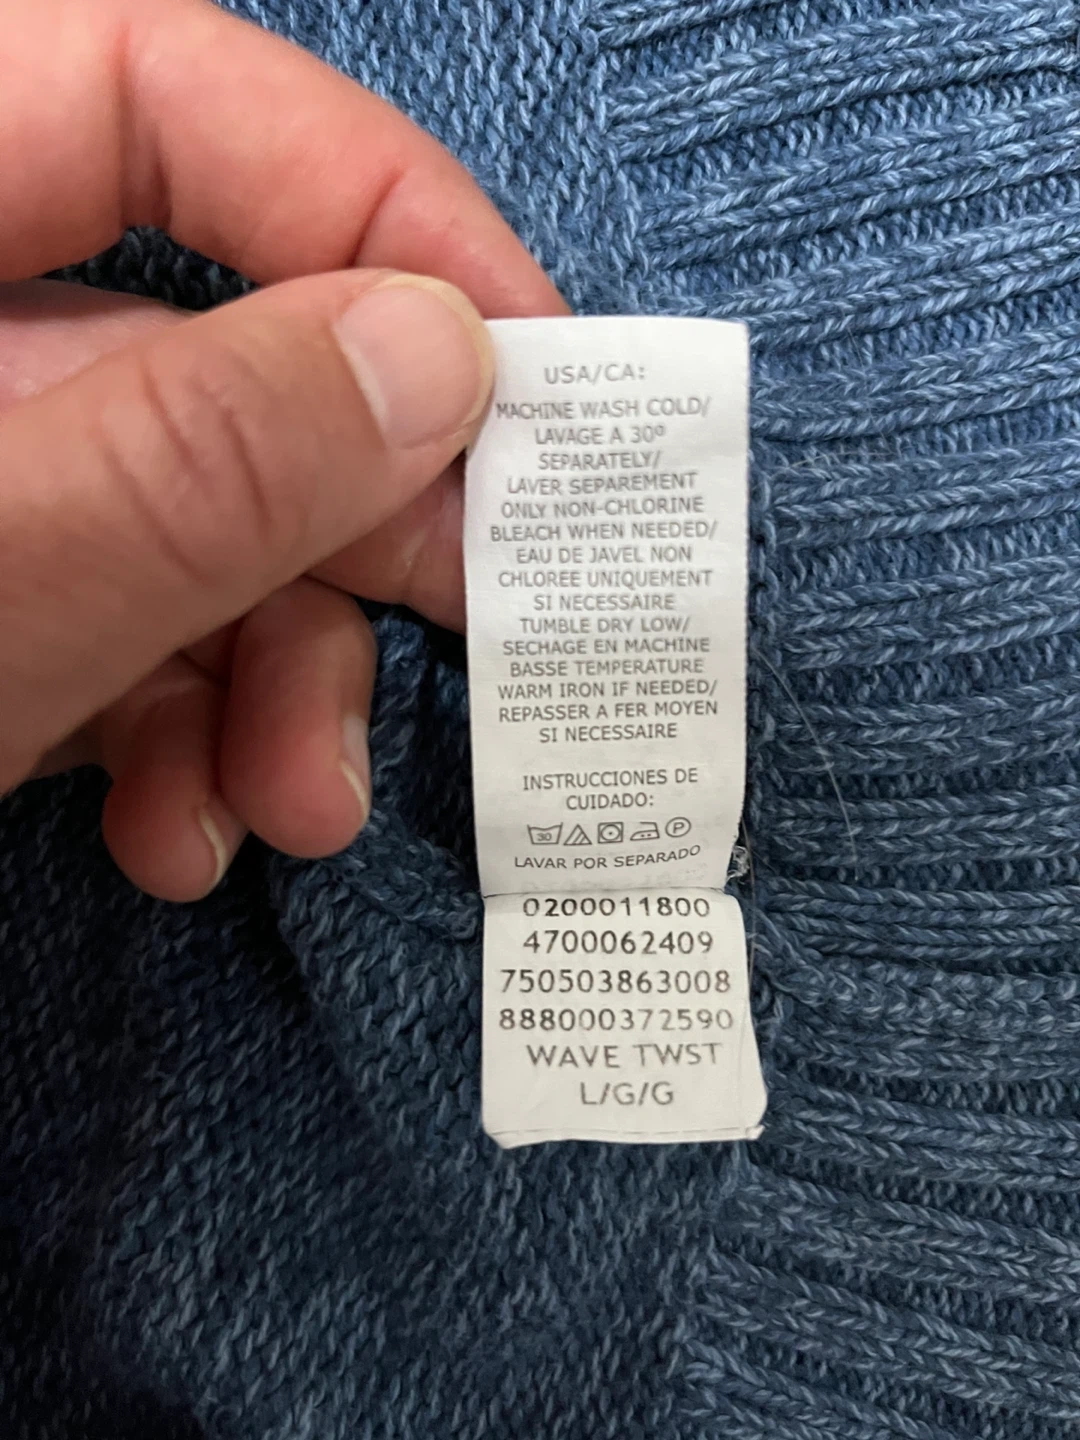 USA/CA:
MACHINE WASH COLD/
LAVAGE A 30º
SEPARATELY/
LAVER SEPAREMENT
ONLY NON-CHLORINE
BLEACH WHEN NEEDED/
EAU DE JAVEL NON
CHLOREE UNIQUEMENT
SI NECESSAIRE
TUMBLE DRY LOW/
SECHAGE EN MACHINE
BASSE TEMPERATURE
WARM IRON IF NEEDED/
REPASSER A FER MOYEN
SI NECESSAIRE
INSTRUCCIONES DE
CUIDADO:
30 P
LAVAR POR SEPARADO
0200011800
4700062409
750503863008
888000372590
WAVE TWST
L/G/G